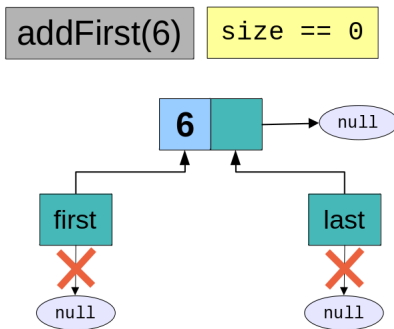 addFirst(6)
size == 0
6
null
first
last
null
null